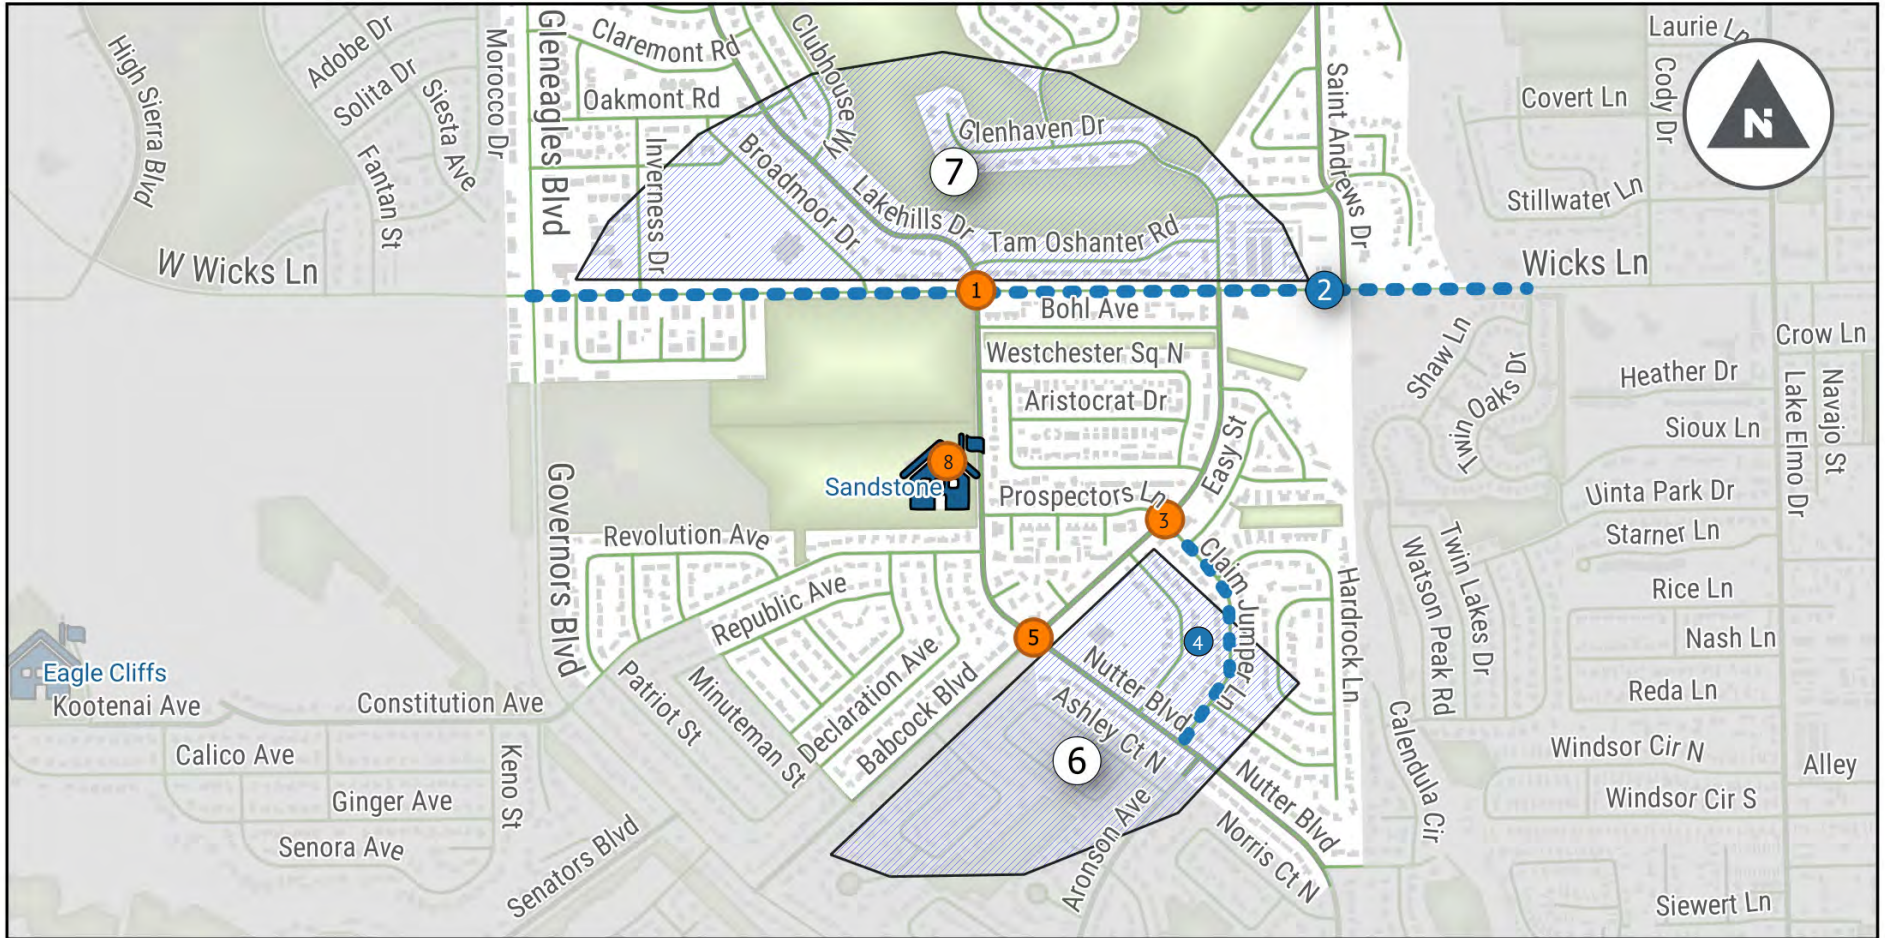 High Sierra Blvd
Adobe Dr
Solita Dr
Siesta Ave
Fantan St
Morocco Dr
Gleneagles Blvd
Claremont Rd
Oakmont Rd
Inverness Dr
Clubhouse Wy
Broadmoor Dr
Lakehills Dr
Glenhaven Dr
7
Tam Oshanter Rd
Saint Andrews Dr
Laurie Ln
Cody Dr
Covert Ln
Stillwater Ln
N
W Wicks Ln
Wicks Ln
1
2
Bohl Ave
Westchester Sq N
Aristocrat Dr
Easy St
Prospectors Ln
8
Sandstone
3
Shaw Ln
Twin Oaks Dr
Crow Ln
Heather Dr
Sioux Ln
Lake Elmo Dr
Navajo St
Uinta Park Dr
Starner Ln
Rice Ln
Nash Ln
Reda Ln
Twin Lakes Dr
Watson Peak Rd
Hardrock Ln
Claim Jumper Ln
4
5
Governors Blvd
Revolution Ave
Republic Ave
Declaration Ave
Babcock Blvd
Minuteman St
Patriot St
Eagle Cliffs
Kootenai Ave
Constitution Ave
Calico Ave
Ginger Ave
Senora Ave
Keno St
Senators Blvd
Nutter Blvd
Ashley Ct N
6
Aronson Ave
Nutter Blvd
Norris Ct N
Calendula Cir
Windsor Cir N
Windsor Cir S
Alley
Siewert Ln